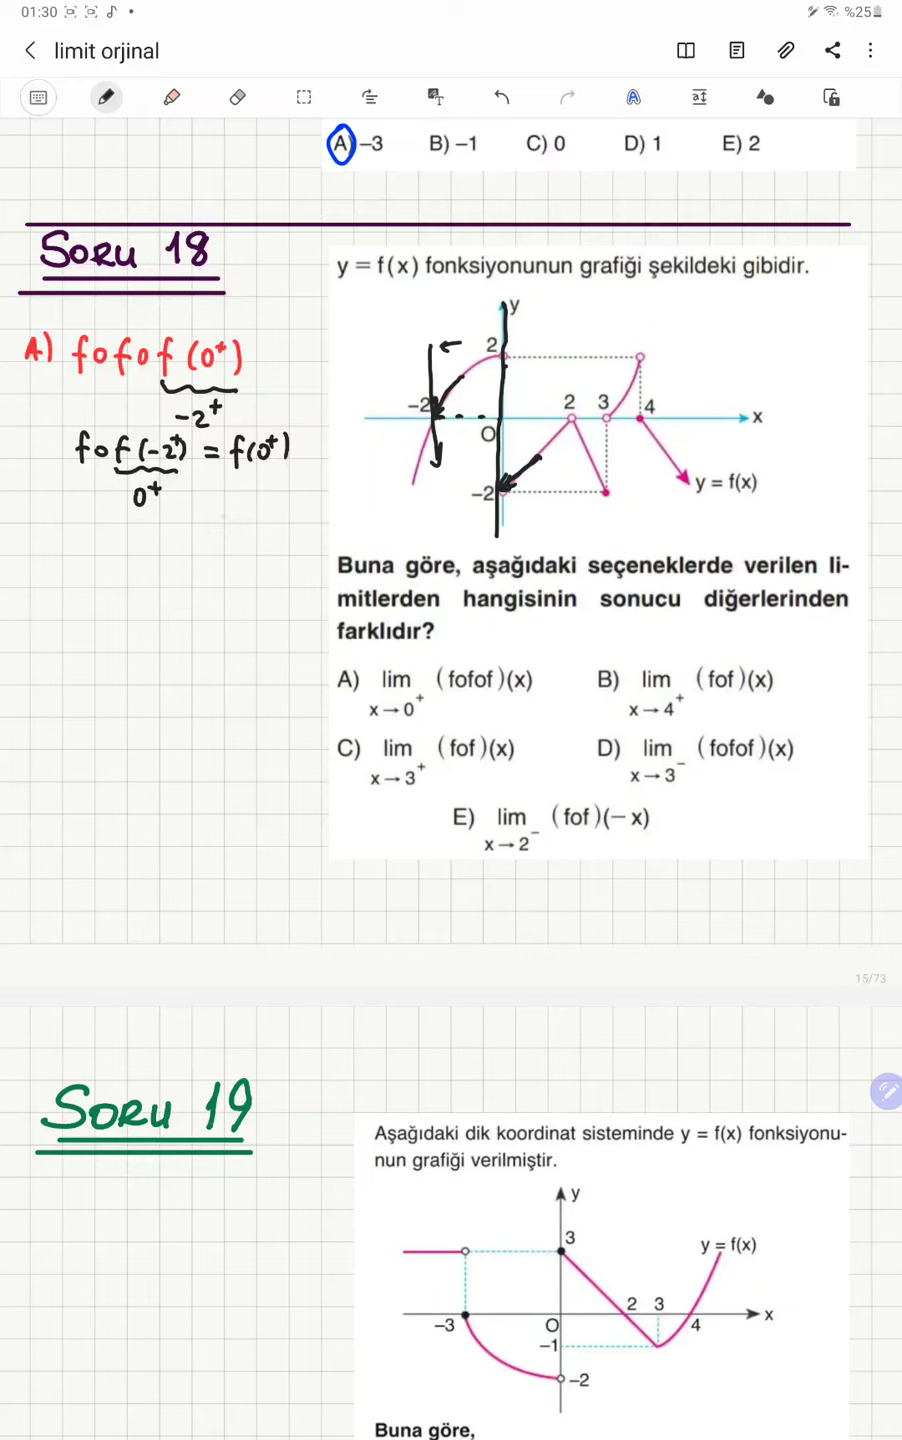 01:30
%25
limit orjinal
A) –3 B) –1 C) 0 D) 1 E) 2
SORU 18
y = f(x) fonksiyonunun grafiği şekildeki gibidir.
A) fofof(0⁺)
-2⁺
fof(-2⁺) = f(0⁺)
0⁺
y
2
–2
2 3 4
x
O
–2
y = f(x)
Buna göre, aşağıdaki seçeneklerde verilen li-
mitlerden hangisinin sonucu diğerlerinden
farklıdır?
A) lim (fofof)(x) B) lim (fof)(x)
x → 0⁺ x → 4⁺
C) lim (fof)(x) D) lim (fofof)(x)
x → 3⁺ x → 3⁻
E) lim (fof)(– x)
x → 2⁻
15/73
SORU 19
Aşağıdaki dik koordinat sisteminde y = f(x) fonksiyonu-
nun grafiği verilmiştir.
y
3
y = f(x)
2 3
x
–3 O 4
–1
–2
Buna göre,